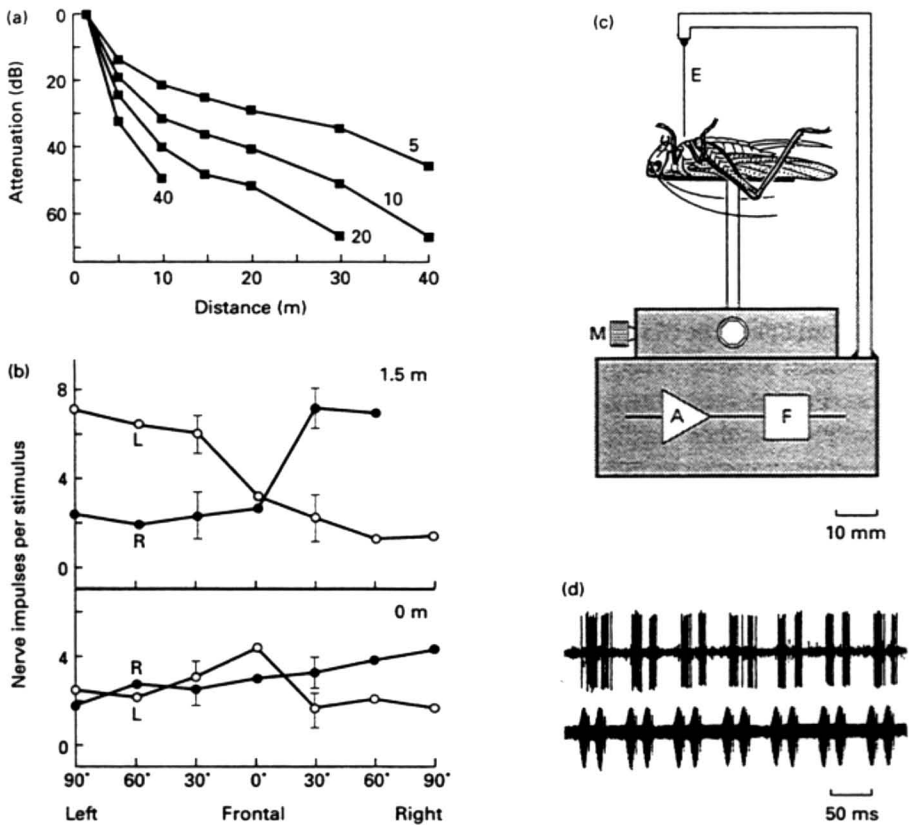 (a)
0
20
40
60
Attenuation (dB)
5
10
20
40
0
10
20
30
40
Distance (m)
(b)
8
4
0
1.5 m
L
R
4
0
0 m
R
L
Nerve impulses per stimulus
90° 60° 30° 0° 30° 60° 90°
Left Frontal Right
(c)
E
M
A
F
10 mm
(d)
50 ms